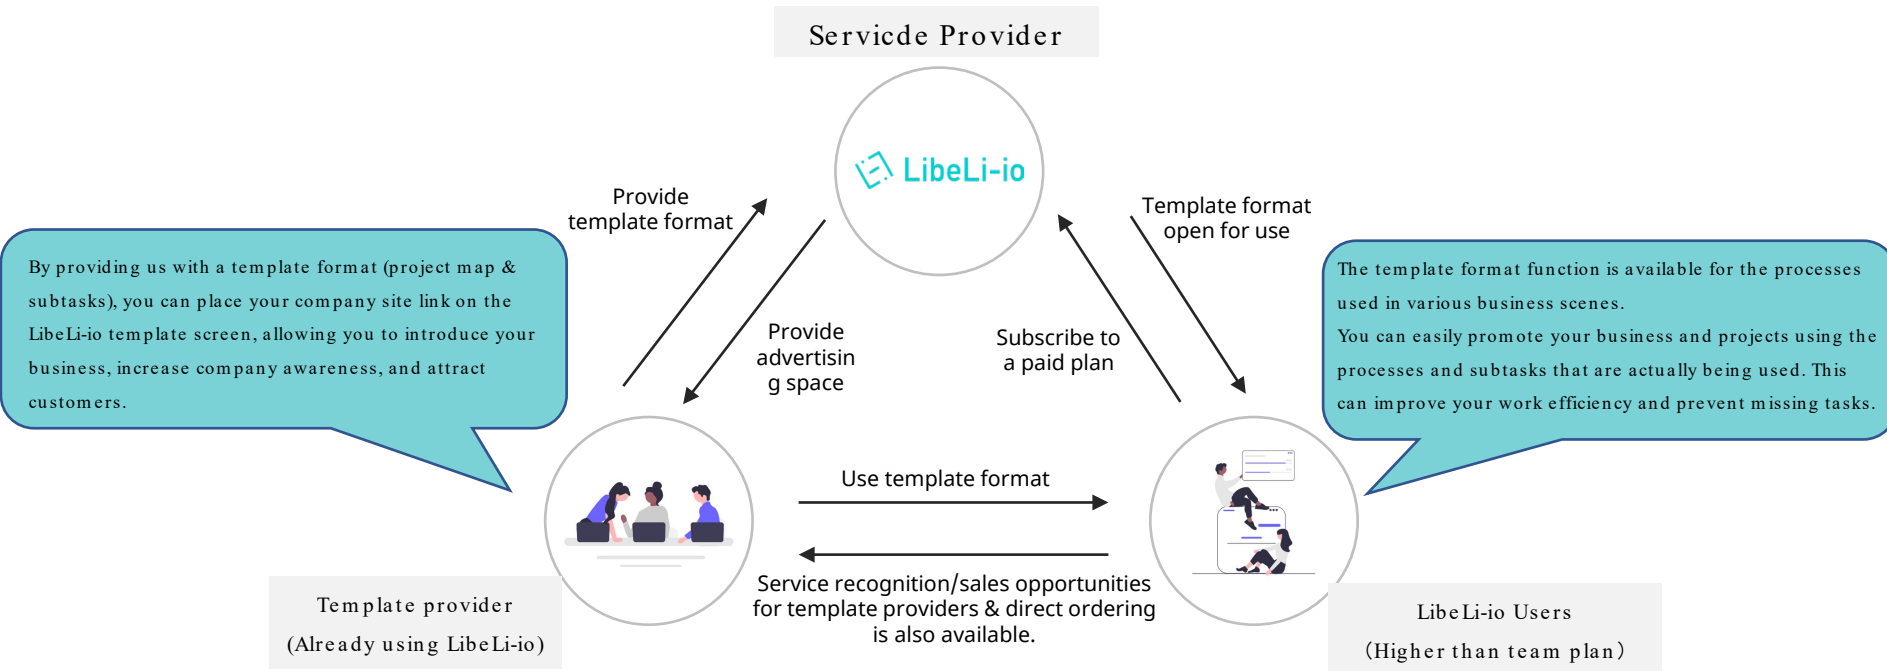 Servicde Provider
LibeLi-io
Provide
template format
Template format
open for use
By providing us with a template format (project map &
subtasks), you can place your company site link on the
LibeLi-io template screen, allowing you to introduce your
business, increase company awareness, and attract
customers.
The template format function is available for the processes
used in various business scenes.
You can easily promote your business and projects using the
processes and subtasks that are actually being used. This
can improve your work efficiency and prevent missing tasks.
Provide
advertisin
g space
Subscribe to
a paid plan
Use template format
Service recognition/sales opportunities
for template providers & direct ordering
is also available.
Template provider
(Already using LibeLi-io)
LibeLi-io Users
（Higher than team plan）